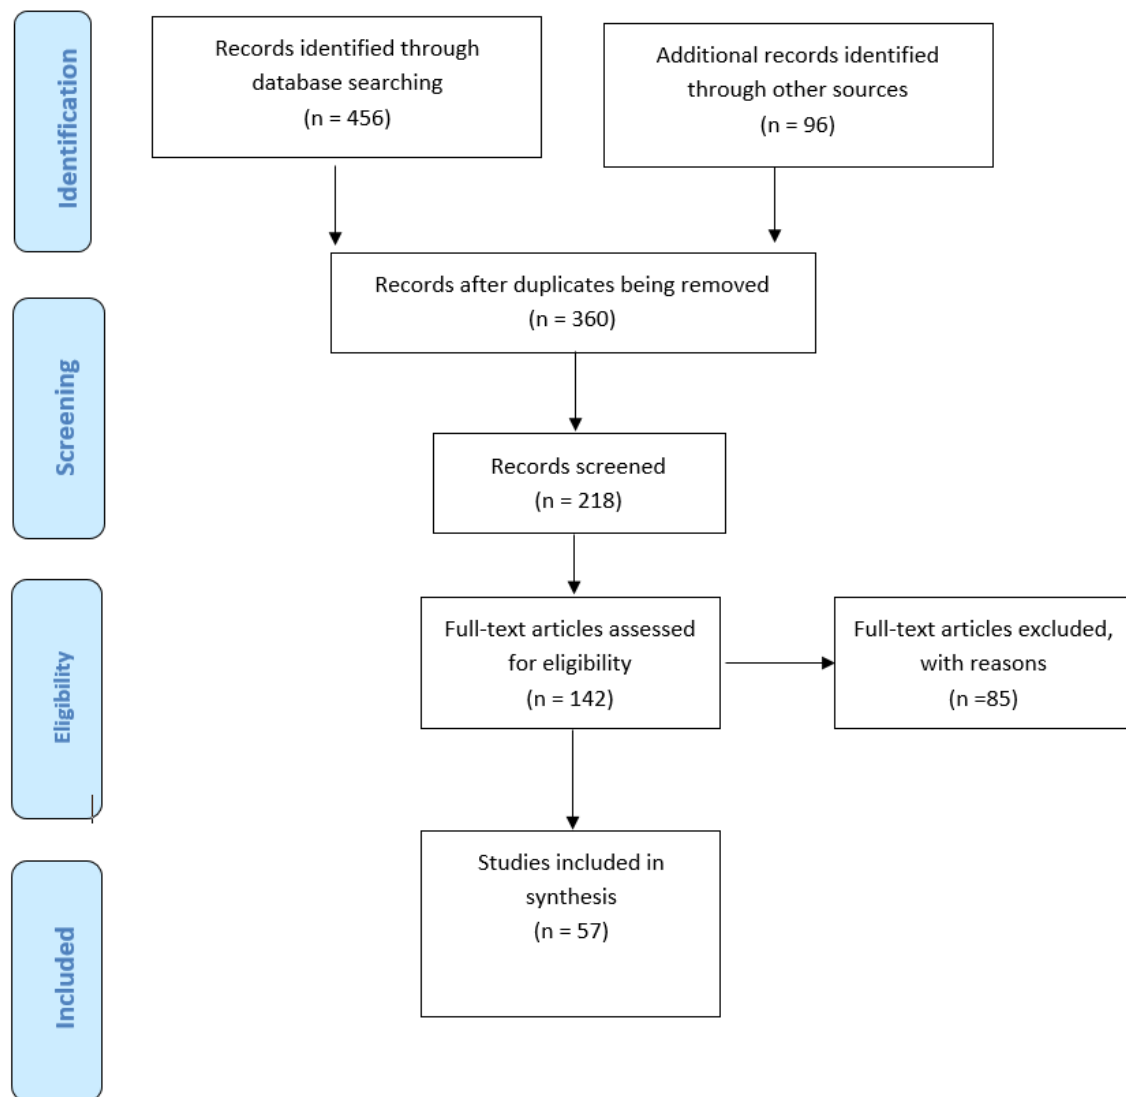 Identification
Records identified through
database searching
(n = 456)
Additional records identified
through other sources
(n = 96)
Records after duplicates being removed
(n = 360)
Screening
Records screened
(n = 218)
Eligibility
Full-text articles assessed
for eligibility
(n = 142)
Full-text articles excluded,
with reasons
(n =85)
Included
Studies included in
synthesis
(n = 57)